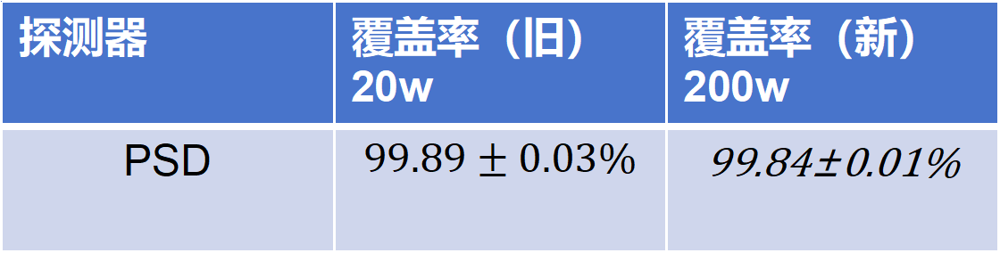 探测器
覆盖率（旧）
20w
覆盖率（新）
200w
PSD
99.89 ± 0.03%
99.84±0.01%